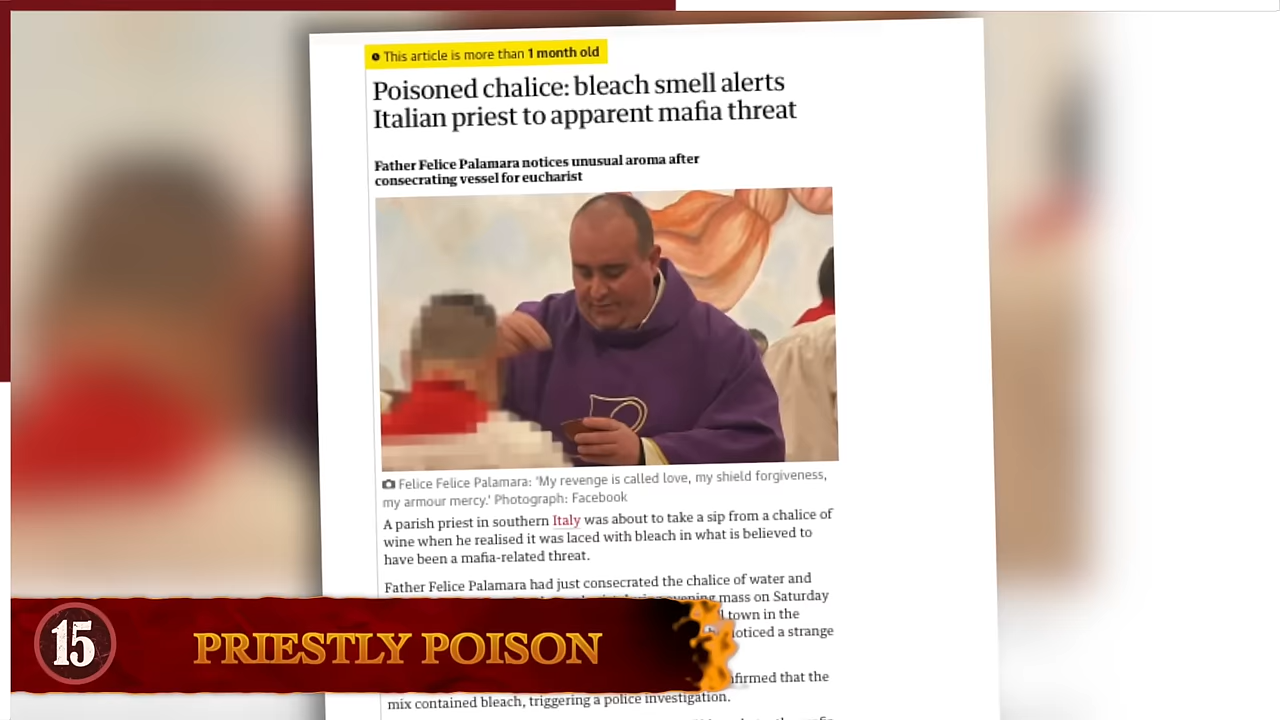 This article is more than 1 month old
Poisoned chalice: bleach smell alerts
Italian priest to apparent mafia threat
Father Felice Palamara notices unusual aroma after
consecrating vessel for eucharist
Felice Felice Palamara: 'My revenge is called love, my shield forgiveness,
my armour mercy.' Photograph: Facebook
A parish priest in southern Italy was about to take a sip from a chalice of
wine when he realised it was laced with bleach in what is believed to
have been a mafia-related threat.
Father Felice Palamara had just consecrated the chalice of water and
evening mass on Saturday
town in the
noticed a strange
15
PRIESTLY POISON
that the
mix contained bleach, triggering a police investigation.